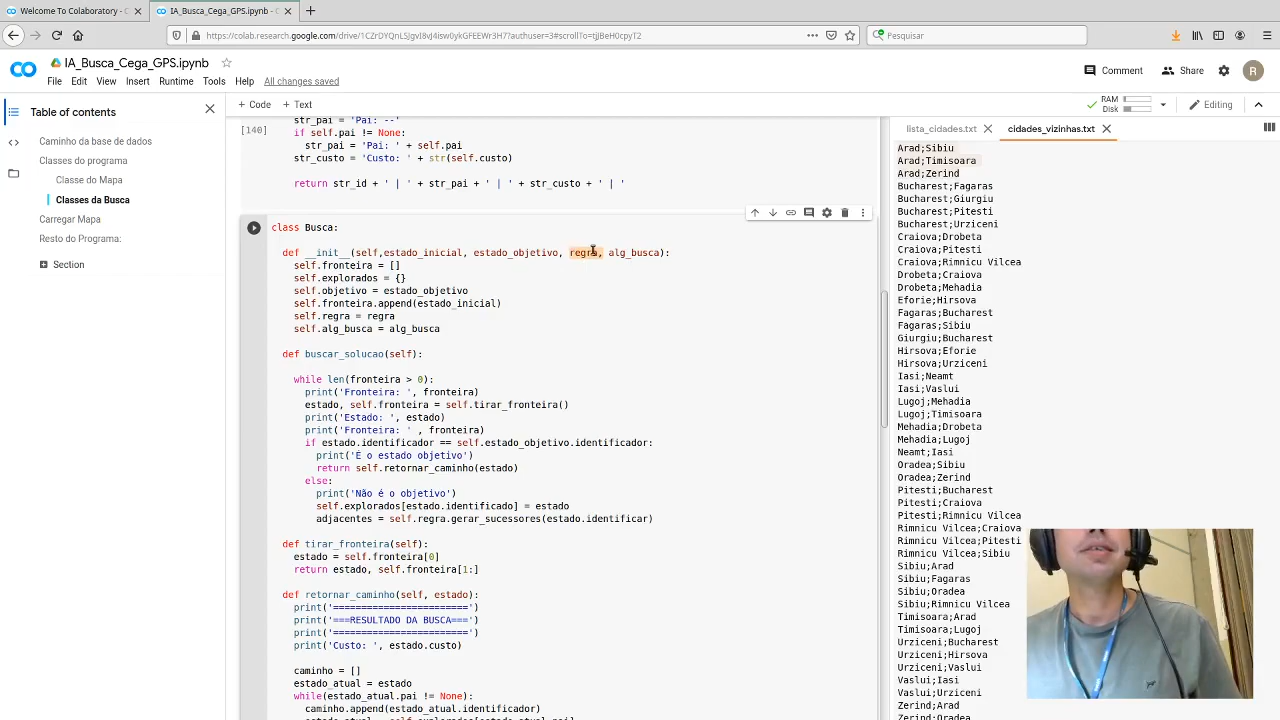 Welcome To Colaboratory - C
IA_Busca_Cega_GPS.ipynb - C
https://colab.research.google.com/drive/1CZrDYQnLSJgvI8vJ4isw0ykGFEEWr3H7?authuser=3#scrollTo=tjJBeH0cpyT2
Pesquisar
IA_Busca_Cega_GPS.ipynb
File Edit View Insert Runtime Tools Help All changes saved
Comment
Share
R
Table of contents
Caminho da base de dados
Classes do programa
Classe do Mapa
Classes da Busca
Carregar Mapa
Resto do Programa:
Section
+ Code + Text
RAM
Disk
Editing
[140]
str_pai = 'Pai: --'
if self.pai != None:
str_pai = 'Pai: ' + self.pai
str_custo = 'Custo: ' + str(self.custo)
return str_id + ' | ' + str_pai + ' | ' + str_custo + ' | '
class Busca:
def __init__(self,estado_inicial, estado_objetivo, regra, alg_busca):
self.fronteira = []
self.explorados = {}
self.objetivo = estado_objetivo
self.fronteira.append(estado_inicial)
self.regra = regra
self.alg_busca = alg_busca
def buscar_solucao(self):
while len(fronteira > 0):
print('Fronteira: ', fronteira)
estado, self.fronteira = self.tirar_fronteira()
print('Estado: ', estado)
print('Fronteira: ' , fronteira)
if estado.identificador == self.estado_objetivo.identificador:
print('É o estado objetivo')
return self.retornar_caminho(estado)
else:
print('Não é o objetivo')
self.explorados[estado.identificado] = estado
adjacentes = self.regra.gerar_sucessores(estado.identificar)
def tirar_fronteira(self):
estado = self.fronteira[0]
return estado, self.fronteira[1:]
def retornar_caminho(self, estado):
print('========================')
print('===RESULTADO DA BUSCA===')
print('========================')
print('Custo: ', estado.custo)
caminho = []
estado_atual = estado
while(estado_atual.pai != None):
caminho.append(estado_atual.identificador)
lista_cidades.txt
cidades_vizinhas.txt
Arad;Sibiu
Arad;Timisoara
Arad;Zerind
Bucharest;Fagaras
Bucharest;Giurgiu
Bucharest;Pitesti
Bucharest;Urziceni
Craiova;Drobeta
Craiova;Pitesti
Craiova;Rimnicu Vilcea
Drobeta;Craiova
Drobeta;Mehadia
Eforie;Hirsova
Fagaras;Bucharest
Fagaras;Sibiu
Giurgiu;Bucharest
Hirsova;Eforie
Hirsova;Urziceni
Iasi;Neamt
Iasi;Vaslui
Lugoj;Mehadia
Lugoj;Timisoara
Mehadia;Drobeta
Mehadia;Lugoj
Neamt;Iasi
Oradea;Sibiu
Oradea;Zerind
Pitesti;Bucharest
Pitesti;Craiova
Pitesti;Rimnicu Vilcea
Rimnicu Vilcea;Craiova
Rimnicu Vilcea;Pitesti
Rimnicu Vilcea;Sibiu
Sibiu;Arad
Sibiu;Fagaras
Sibiu;Oradea
Sibiu;Rimnicu Vilcea
Timisoara;Arad
Timisoara;Lugoj
Urziceni;Bucharest
Urziceni;Hirsova
Urziceni;Vaslui
Vaslui;Iasi
Vaslui;Urziceni
Zerind;Arad
Zerind;Oradea